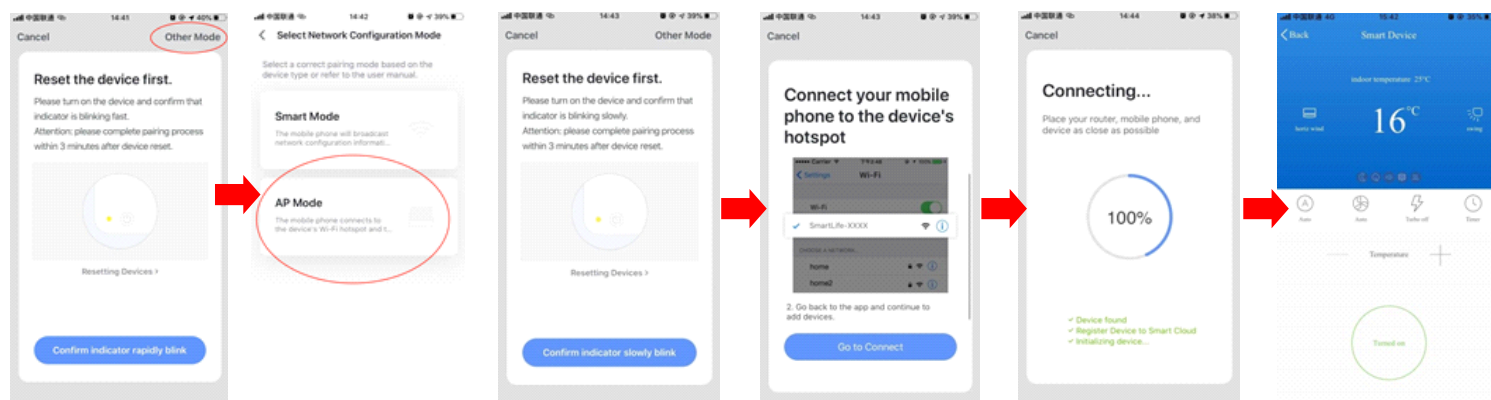 中国联通
14:41
40%
Cancel
Other Mode
Reset the device first.
Please turn on the device and confirm that
indicator is blinking fast.
Attention: please complete pairing process
within 3 minutes after device reset.
Resetting Devices >
Confirm indicator rapidly blink
中国联通
14:42
39%
Select Network Configuration Mode
Select a correct pairing mode based on the
device type or refer to the user manual.
Smart Mode
The mobile phone will broadcast
network configuration informati...
AP Mode
The mobile phone connects to
the device's Wi-Fi hotspot and t...
中国联通
14:43
39%
Cancel
Other Mode
Reset the device first.
Please turn on the device and confirm that
indicator is blinking slowly.
Attention: please complete pairing process
within 3 minutes after device reset.
Resetting Devices >
Confirm indicator slowly blink
中国联通
14:43
39%
Cancel
Connect your mobile
phone to the device's
hotspot
Carrier
100%
Settings
Wi-Fi
Wi-Fi
SmartLife-XXXX
CHOOSE A NETWORK...
home
home2
2. Go back to the app and continue to
add devices.
Go to Connect
中国联通
14:44
38%
Cancel
Connecting...
Place your router, mobile phone, and
device as close as possible
100%
Device found
Register Device to Smart Cloud
Initializing device...
中国联通 4G
15:42
35%
Back
Smart Device
indoor temperature 25°C
16°C
swing
Auto
Auto
Turbo off
Timer
Temperature
Turned on